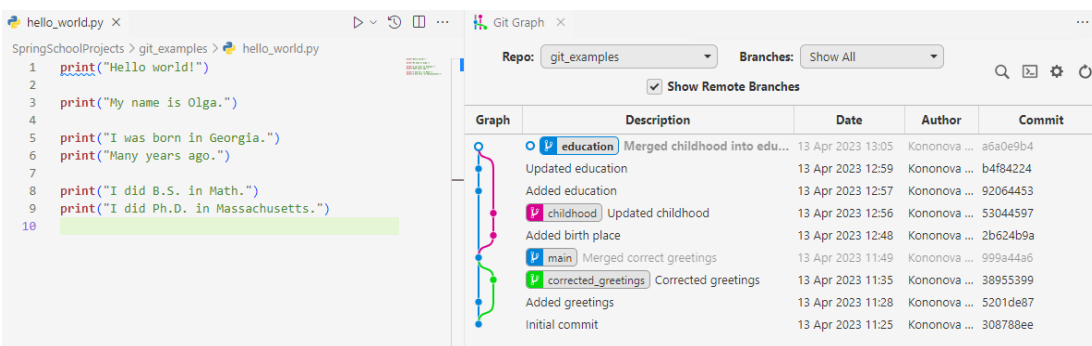 hello_world.py
SpringSchoolProjects > git_examples > hello_world.py
1 print("Hello world!")
2
3 print("My name is Olga.")
4
5 print("I was born in Georgia.")
6 print("Many years ago.")
7
8 print("I did B.S. in Math.")
9 print("I did Ph.D. in Massachusetts.")
10
Git Graph
Repo: git_examples Branches: Show All
Show Remote Branches
Graph Description Date Author Commit
education Merged childhood into edu... 13 Apr 2023 13:05 Kononova ... a6a0e9b4
Updated education 13 Apr 2023 12:59 Kononova ... b4f84224
Added education 13 Apr 2023 12:57 Kononova ... 92064453
childhood Updated childhood 13 Apr 2023 12:56 Kononova ... 53044597
Added birth place 13 Apr 2023 12:48 Kononova ... 2b624b9a
main Merged correct greetings 13 Apr 2023 11:49 Kononova ... 999a44a6
corrected_greetings Corrected greetings 13 Apr 2023 11:35 Kononova ... 38955399
Added greetings 13 Apr 2023 11:28 Kononova ... 5201de87
Initial commit 13 Apr 2023 11:25 Kononova ... 308788ee